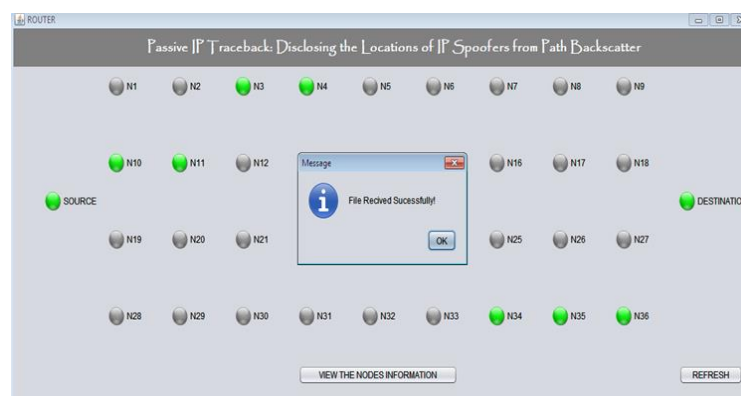 ROUTER
Passive IP Traceback: Disclosing the Locations of IP Spoofers from Path Backscatter
N1 N2 N3 N4 N5 N6 N7 N8 N9
Message
N10 N11 N12 N16 N17 N18
File Recived Sucessfully!
SOURCE DESTINATIO
OK
N19 N20 N21 N25 N26 N27
N28 N29 N30 N31 N32 N33 N34 N35 N36
VIEW THE NODES INFORMATION REFRESH